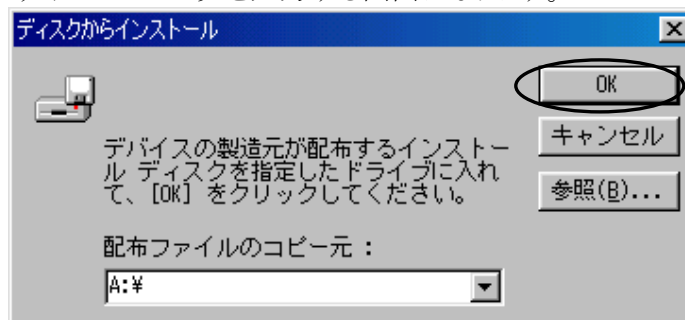 ディスクからインストール
OK
デバイスの製造元が配布するインストー
ル ディスクを指定したドライブに入れ
て、[OK] をクリックしてください。
キャンセル
参照(B)...
配布ファイルのコピー元：
A:¥